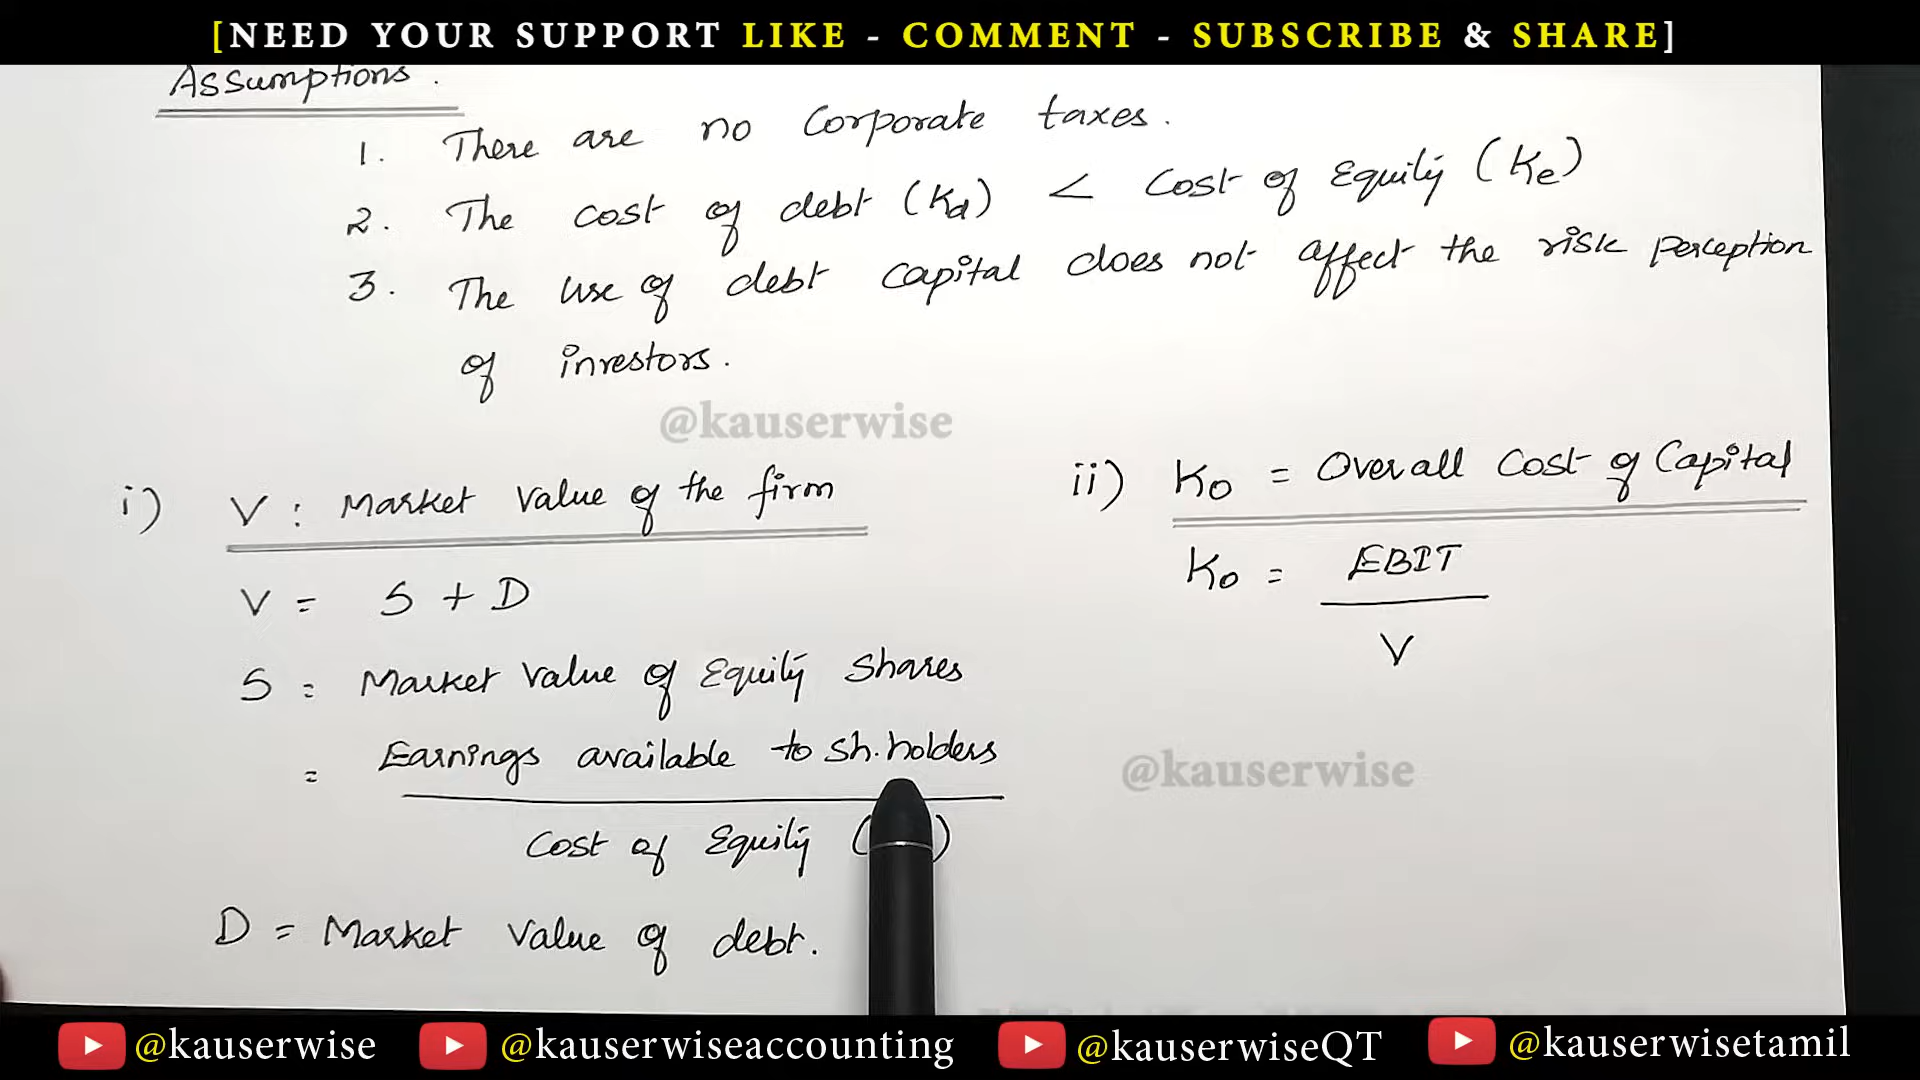 [NEED YOUR SUPPORT LIKE - COMMENT - SUBSCRIBE & SHARE]
Assumptions.
1. There are no Corporate taxes.
2. The cost of debt (Kd) < Cost of Equity (Ke)
3. The use of debt Capital does not affect the risk perception
of investors.
@kauserwise
i) V : Market Value of the firm
V = S + D
S = Market Value of Equity Shares
= Earnings available to Sh.holders
Cost of Equity ( )
D = Market Value of debt.
ii) Ko = Overall Cost of Capital
Ko = EBIT
V
@kauserwise
@kauserwise @kauserwiseaccounting @kauserwiseQT @kauserwisetamil